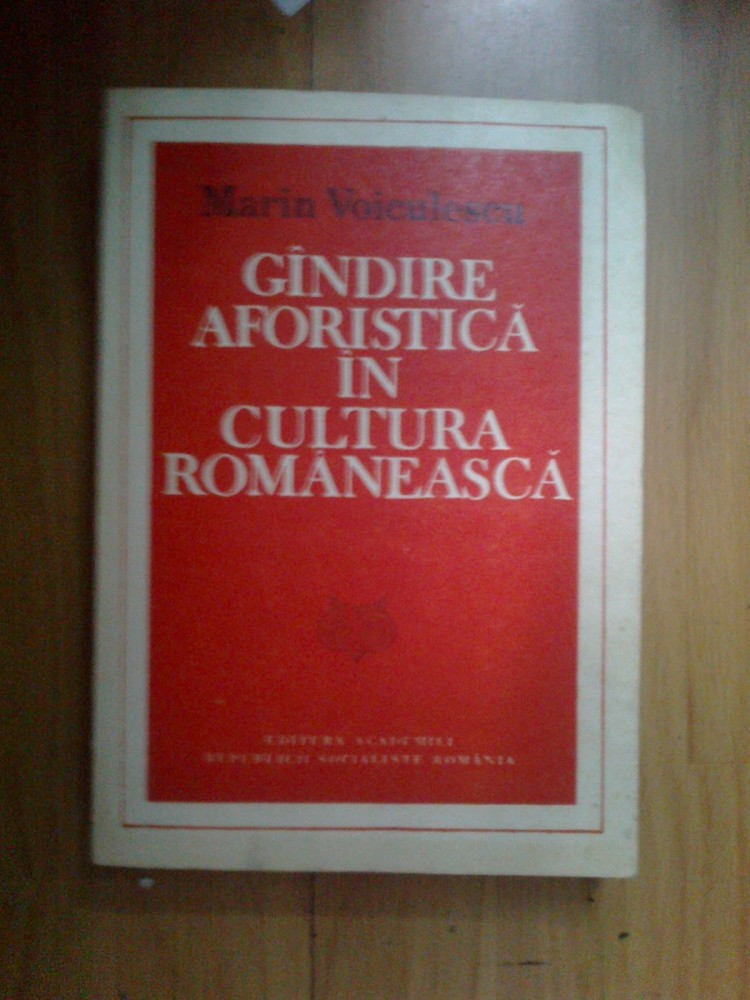 Marin Voiculescu
GÎNDIRE
AFORISTICĂ
ÎN
CULTURA
ROMÂNEASCĂ
EDITURA ACADEMIEI
REPUBLICII SOCIALISTE ROMÂNIA